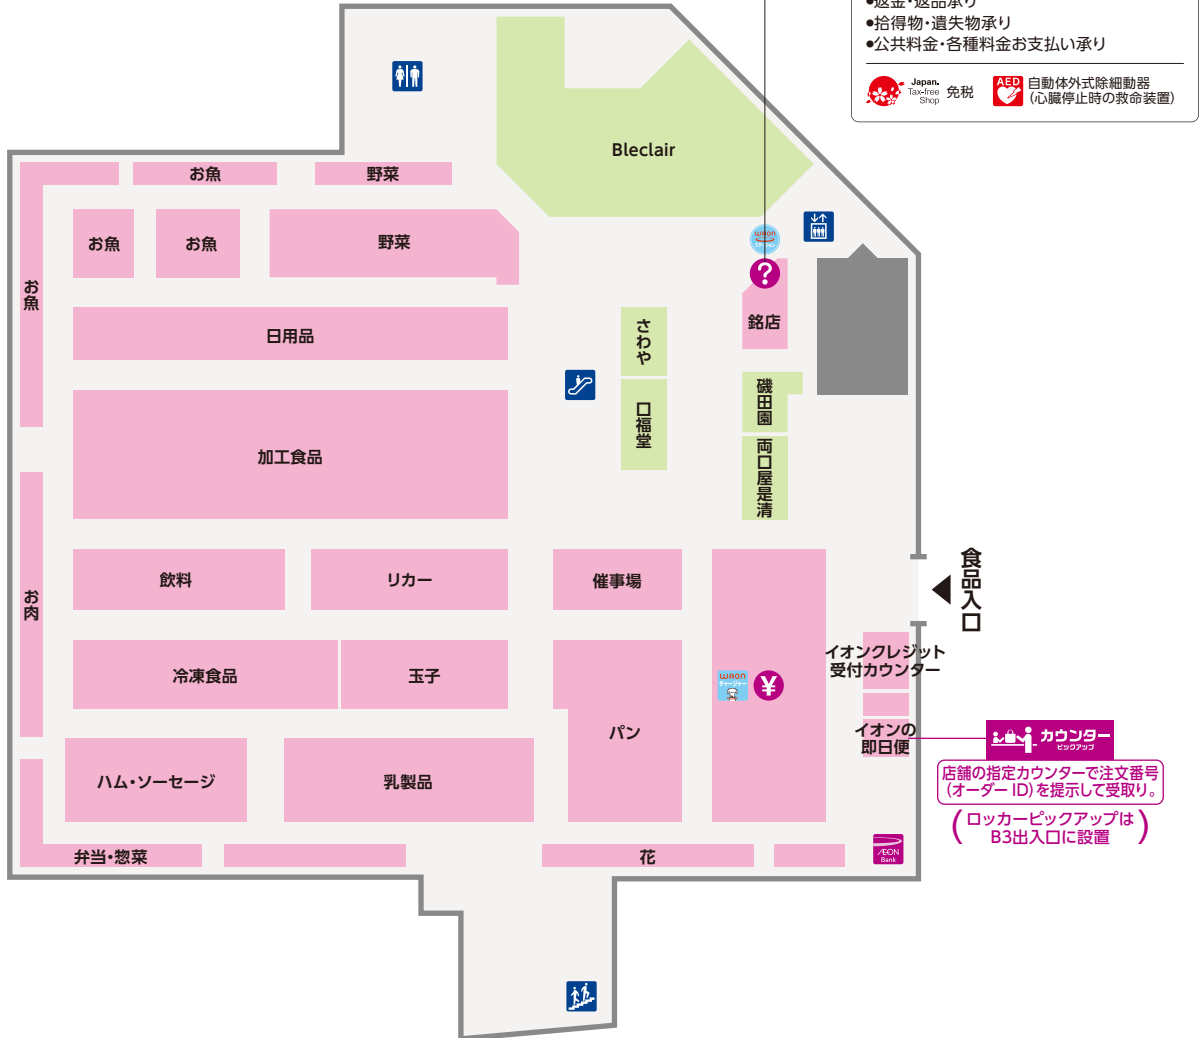 ●返金・返品承り
●拾得物・遺失物承り
●公共料金・各種料金お支払い承り
Japan.
Tax-free
Shop
免税
AED
自動体外式除細動器
(心臓停止時の救命装置)
Bleclair
お魚
野菜
お魚
お魚
野菜
お魚
waon
?
銘店
日用品
さわや
口福堂
磯田園
両口屋是清
加工食品
飲料
リカー
催事場
食品入口
お肉
冷凍食品
玉子
パン
waon
チャージャー
¥
イオンクレジット
受付カウンター
イオンの
即日便
カウンター
ピックアップ
店舗の指定カウンターで注文番号
(オーダーID)を提示して受取り。
(ロッカーピックアップは
B3出入口に設置)
ハム・ソーセージ
乳製品
弁当・惣菜
花
ÆON
Bank